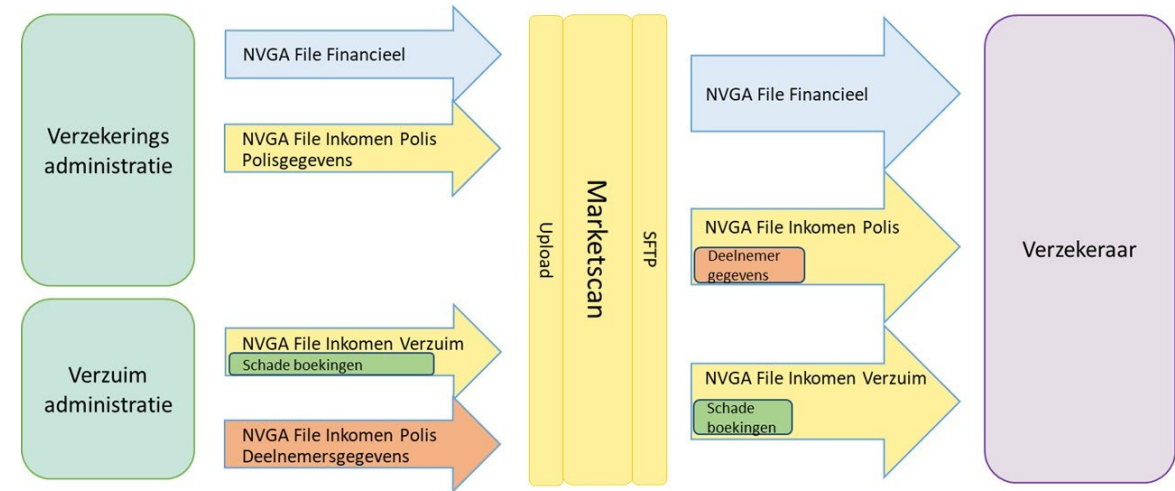 Verzekerings
administratie
NVGA File Financieel
NVGA File Inkomen Polis
Polisgegevens
Verzuim
administratie
NVGA File Inkomen Verzuim
Schade boekingen
NVGA File Inkomen Polis
Deelnemersgegevens
Upload
Marketscan
SFTP
NVGA File Financieel
NVGA File Inkomen Polis
Deelnemer
gegevens
NVGA File Inkomen Verzuim
Schade
boekingen
Verzekeraar